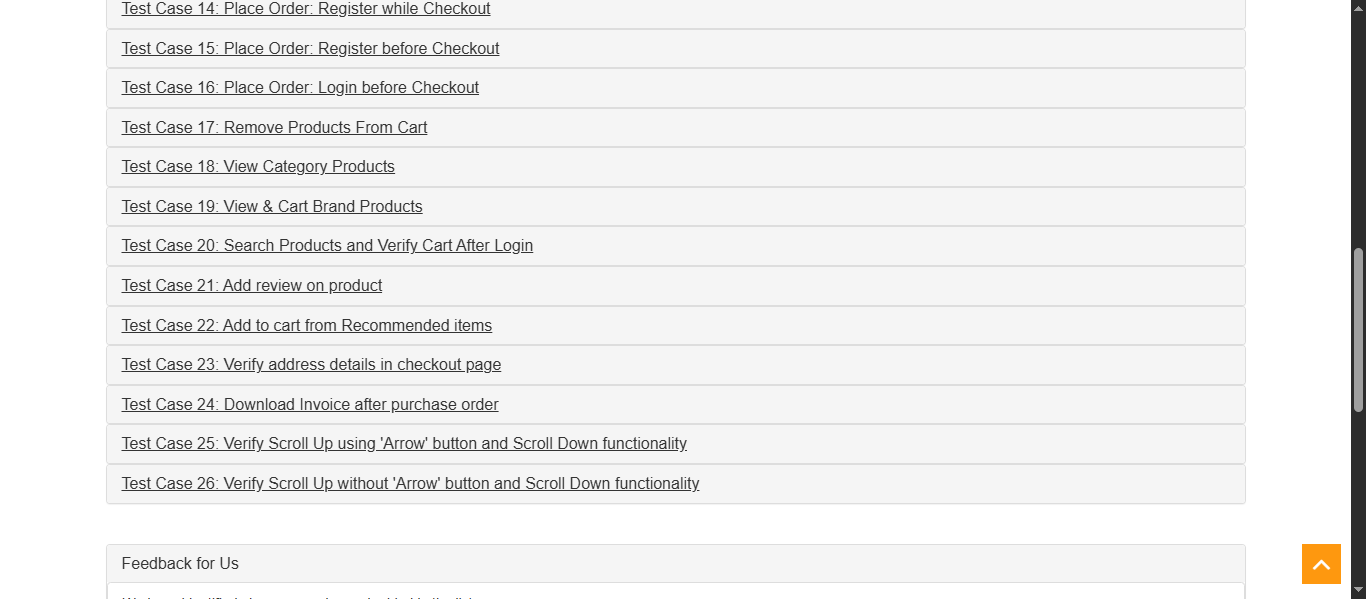 Test Case 14: Place Order: Register while Checkout
Test Case 15: Place Order: Register before Checkout
Test Case 16: Place Order: Login before Checkout
Test Case 17: Remove Products From Cart
Test Case 18: View Category Products
Test Case 19: View & Cart Brand Products
Test Case 20: Search Products and Verify Cart After Login
Test Case 21: Add review on product
Test Case 22: Add to cart from Recommended items
Test Case 23: Verify address details in checkout page
Test Case 24: Download Invoice after purchase order
Test Case 25: Verify Scroll Up using 'Arrow' button and Scroll Down functionality
Test Case 26: Verify Scroll Up without 'Arrow' button and Scroll Down functionality
Feedback for Us